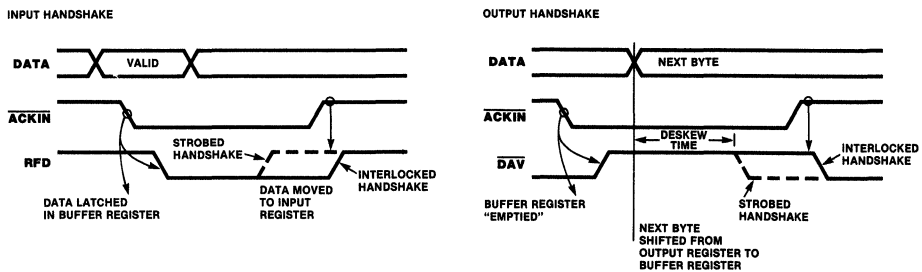 INPUT HANDSHAKE
DATA
VALID
ACKIN
RFD
STROBED
HANDSHAKE
INTERLOCKED
HANDSHAKE
DATA LATCHED
IN BUFFER REGISTER
DATA MOVED
TO INPUT
REGISTER
OUTPUT HANDSHAKE
DATA
NEXT BYTE
ACKIN
DESKEW
TIME
DAV
INTERLOCKED
HANDSHAKE
BUFFER REGISTER
"EMPTIED"
STROBED
HANDSHAKE
NEXT BYTE
SHIFTED FROM
OUTPUT REGISTER TO
BUFFER REGISTER